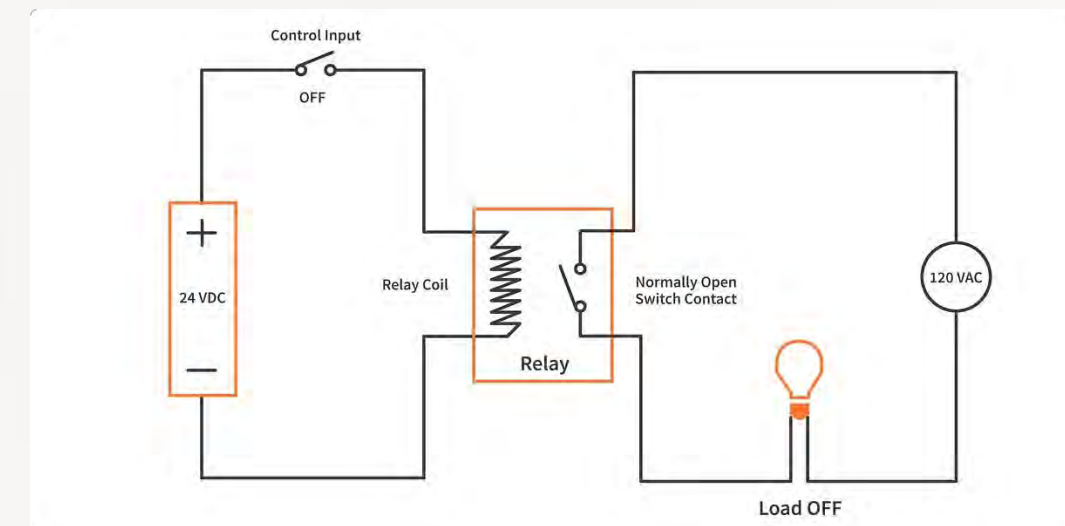 Control Input
OFF
+
24 VDC
—
Relay Coil
Relay
Normally Open
Switch Contact
120 VAC
Load OFF